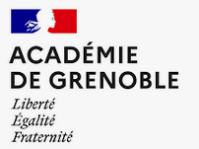 ACADÉMIE
DE GRENOBLE
Liberté
Égalité
Fraternité